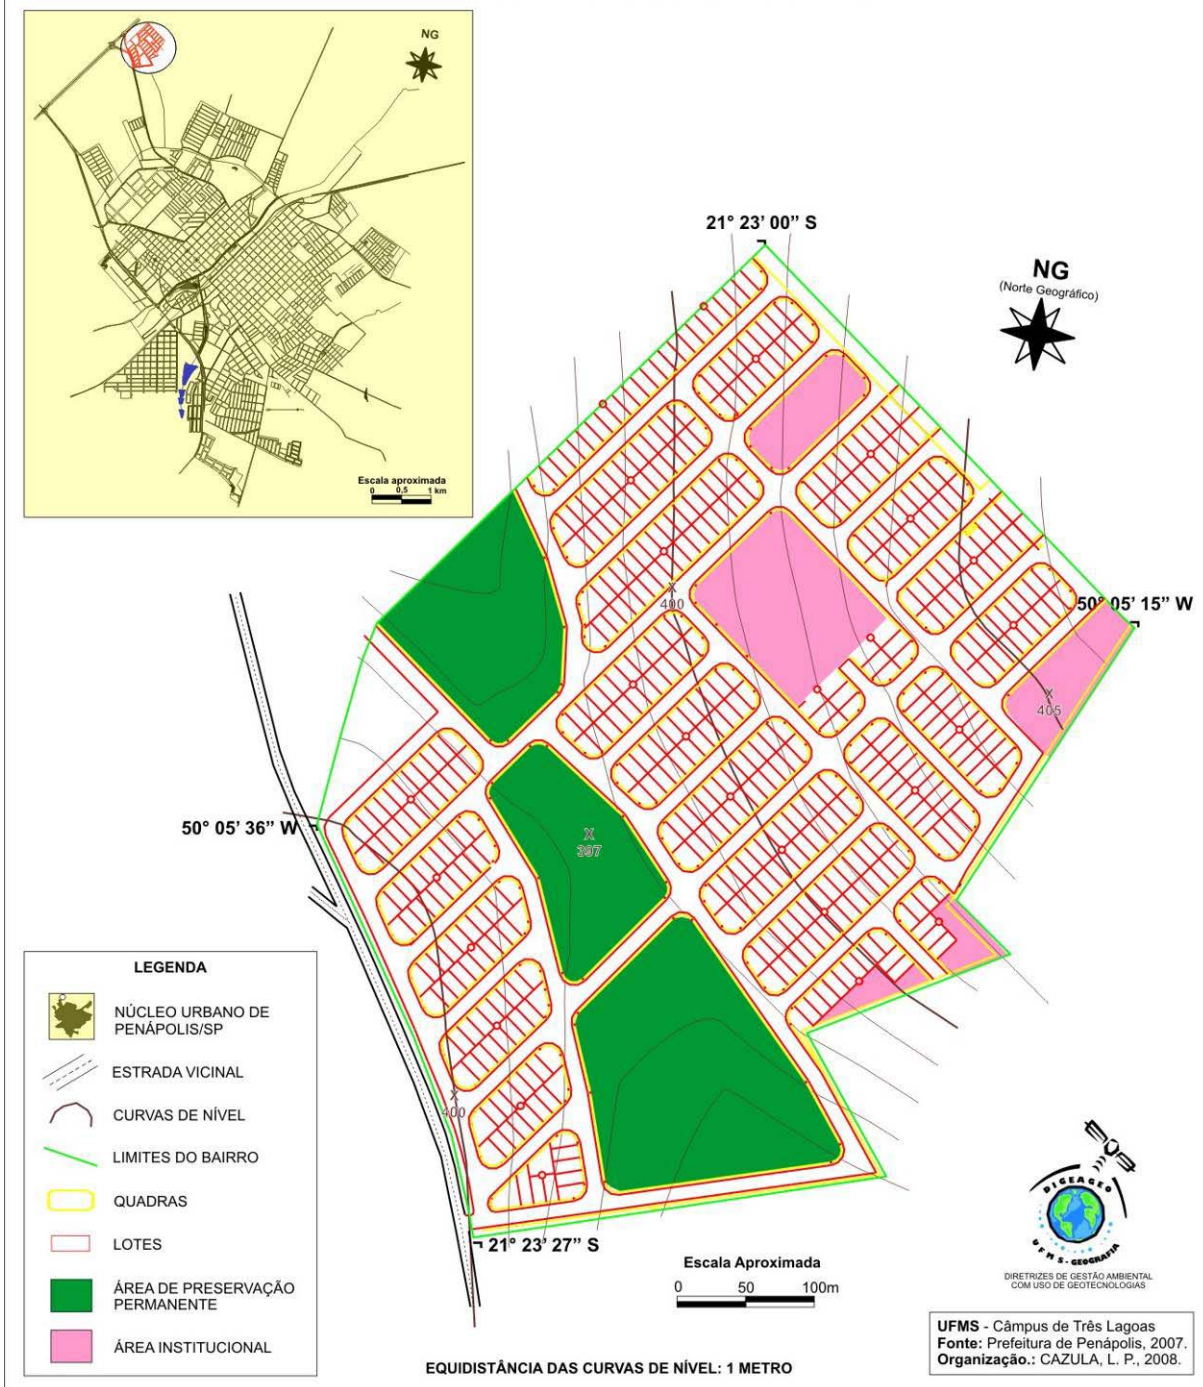 NG
Escala aproximada
0 0,5 1 km
21° 23’ 00” S
NG
(Norte Geográfico)
400
50° 05’ 15” W
X
405
50° 05’ 36” W
X
397
X
400
21° 23’ 27” S
LEGENDA
NÚCLEO URBANO DE
PENÁPOLIS/SP
ESTRADA VICINAL
CURVAS DE NÍVEL
LIMITES DO BAIRRO
QUADRAS
LOTES
ÁREA DE PRESERVAÇÃO
PERMANENTE
ÁREA INSTITUCIONAL
Escala Aproximada
0 50 100m
EQUIDISTÂNCIA DAS CURVAS DE NÍVEL: 1 METRO
DIGEAGEO
UFMS - GEOGRAFIA
DIRETRIZES DE GESTÃO AMBIENTAL
COM USO DE GEOTECNOLOGIAS
UFMS - Câmpus de Três Lagoas
Fonte: Prefeitura de Penápolis, 2007.
Organização.: CAZULA, L. P., 2008.